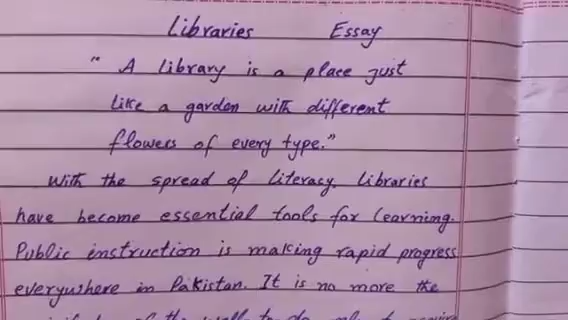 Libraries Essay
" A library is a place just
like a garden with different
flowers of every type."
With the spread of literacy, libraries
have become essential tools for learning.
Public instruction is making rapid progress
everywhere in Pakistan. It is no more the
of the